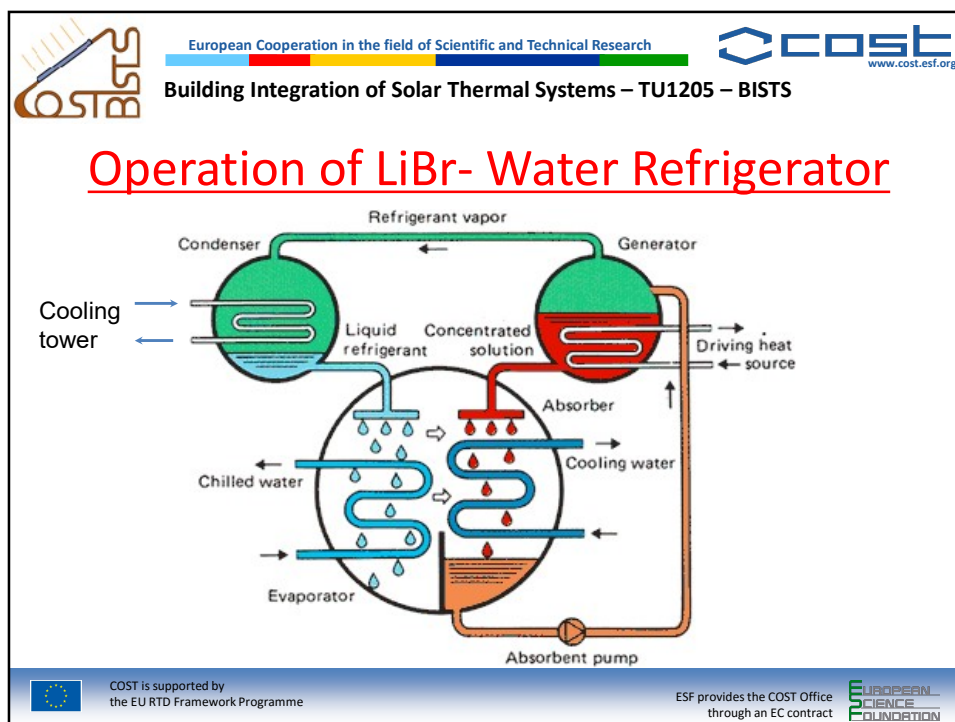 European Cooperation in the field of Scientific and Technical Research
cost
www.cost.esf.org
COST BISTS
Building Integration of Solar Thermal Systems – TU1205 – BISTS
Operation of LiBr- Water Refrigerator
Refrigerant vapor
Condenser
Generator
Cooling
tower
Liquid
refrigerant
Concentrated
solution
Driving heat
source
Absorber
Cooling water
Chilled water
Evaporator
Absorbent pump
COST is supported by
the EU RTD Framework Programme
ESF provides the COST Office
through an EC contract
EUROPEAN
SCIENCE
FOUNDATION